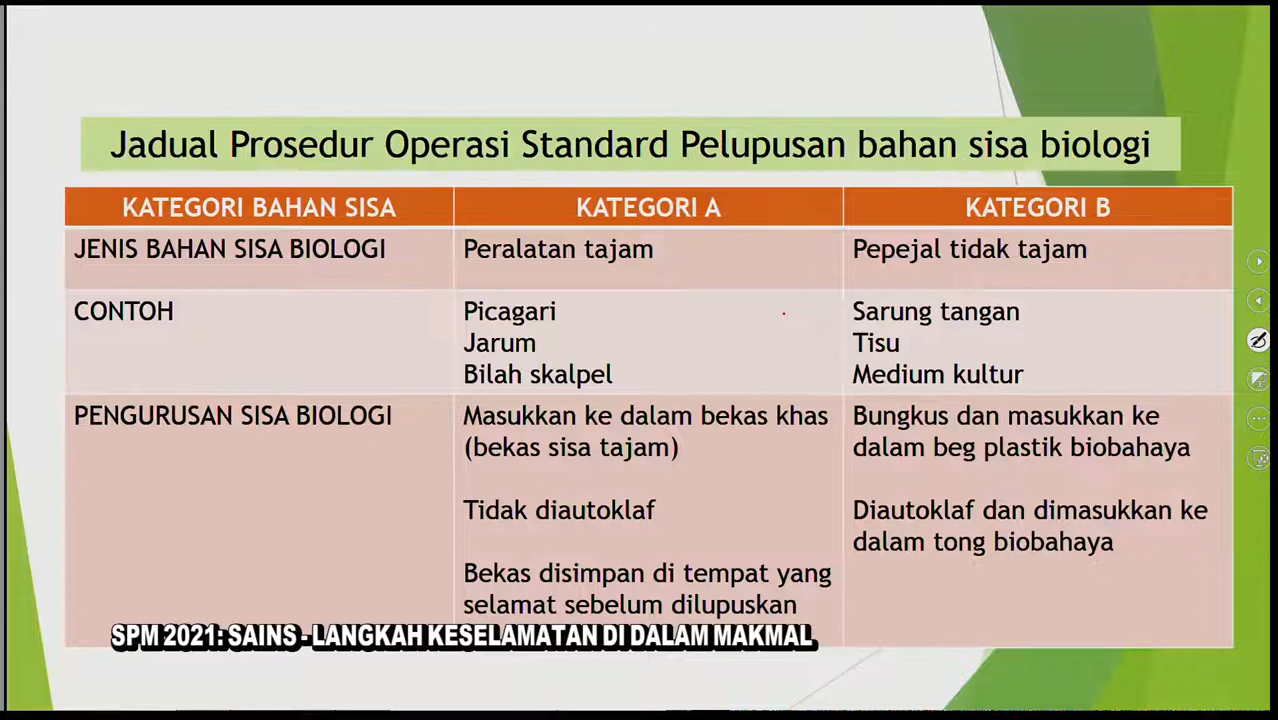 Jadual Prosedur Operasi Standard Pelupusan bahan sisa biologi
KATEGORI BAHAN SISA
KATEGORI A
KATEGORI B
JENIS BAHAN SISA BIOLOGI
Peralatan tajam
Pepejal tidak tajam
CONTOH
Picagari
Jarum
Bilah skalpel
Sarung tangan
Tisu
Medium kultur
PENGURUSAN SISA BIOLOGI
Masukkan ke dalam bekas khas
(bekas sisa tajam)
Tidak diautoklaf
Bekas disimpan di tempat yang
selamat sebelum dilupuskan
Bungkus dan masukkan ke
dalam beg plastik biobahaya
Diautoklaf dan dimasukkan ke
dalam tong biobahaya
SPM 2021: SAINS - LANGKAH KESELAMATAN DI DALAM MAKMAL